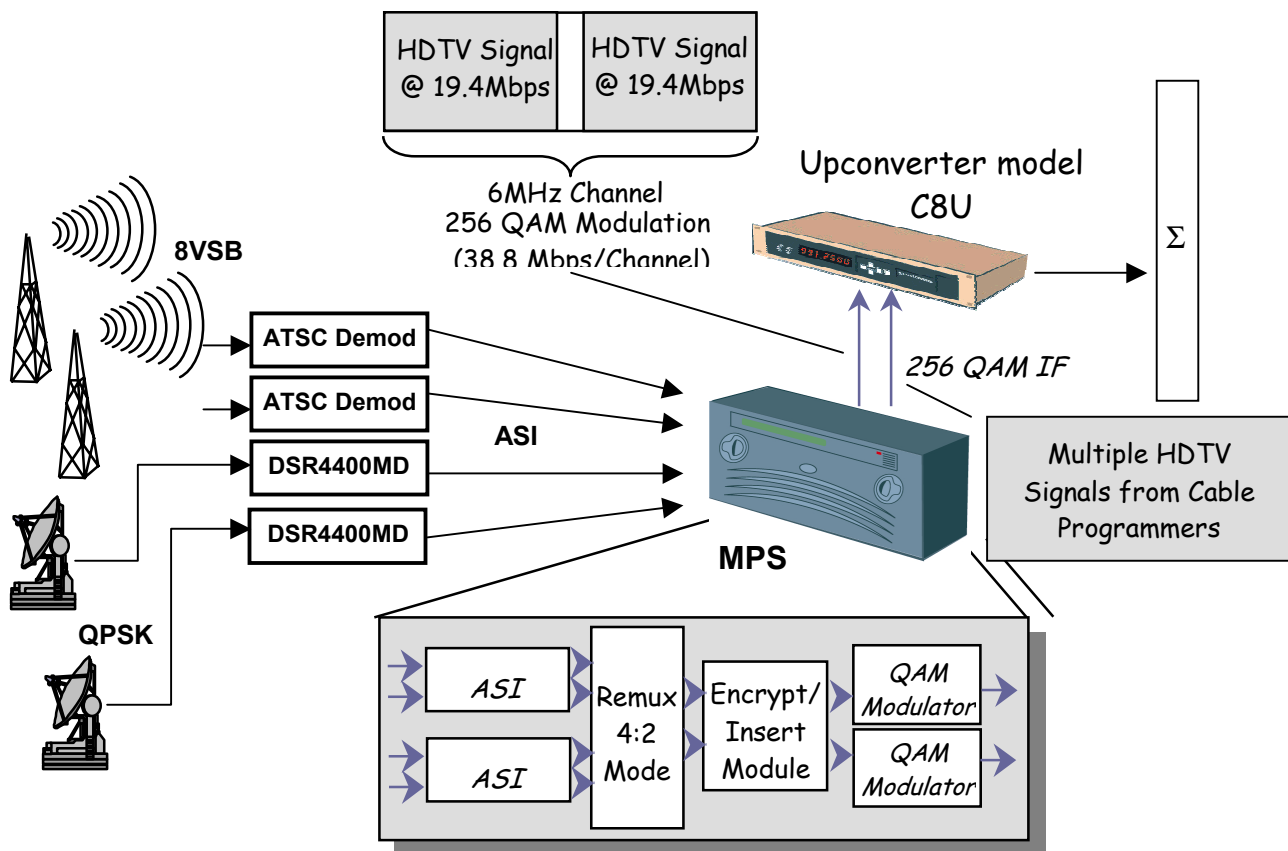 HDTV Signal
@ 19.4Mbps
HDTV Signal
@ 19.4Mbps
6MHz Channel
256 QAM Modulation
(38.8 Mbps/Channel)
Upconverter model
C8U
Σ
8VSB
ATSC Demod
ATSC Demod
DSR4400MD
DSR4400MD
ASI
QPSK
256 QAM IF
MPS
Multiple HDTV
Signals from Cable
Programmers
ASI
ASI
Remux
4:2
Mode
Encrypt/
Insert
Module
QAM
Modulator
QAM
Modulator